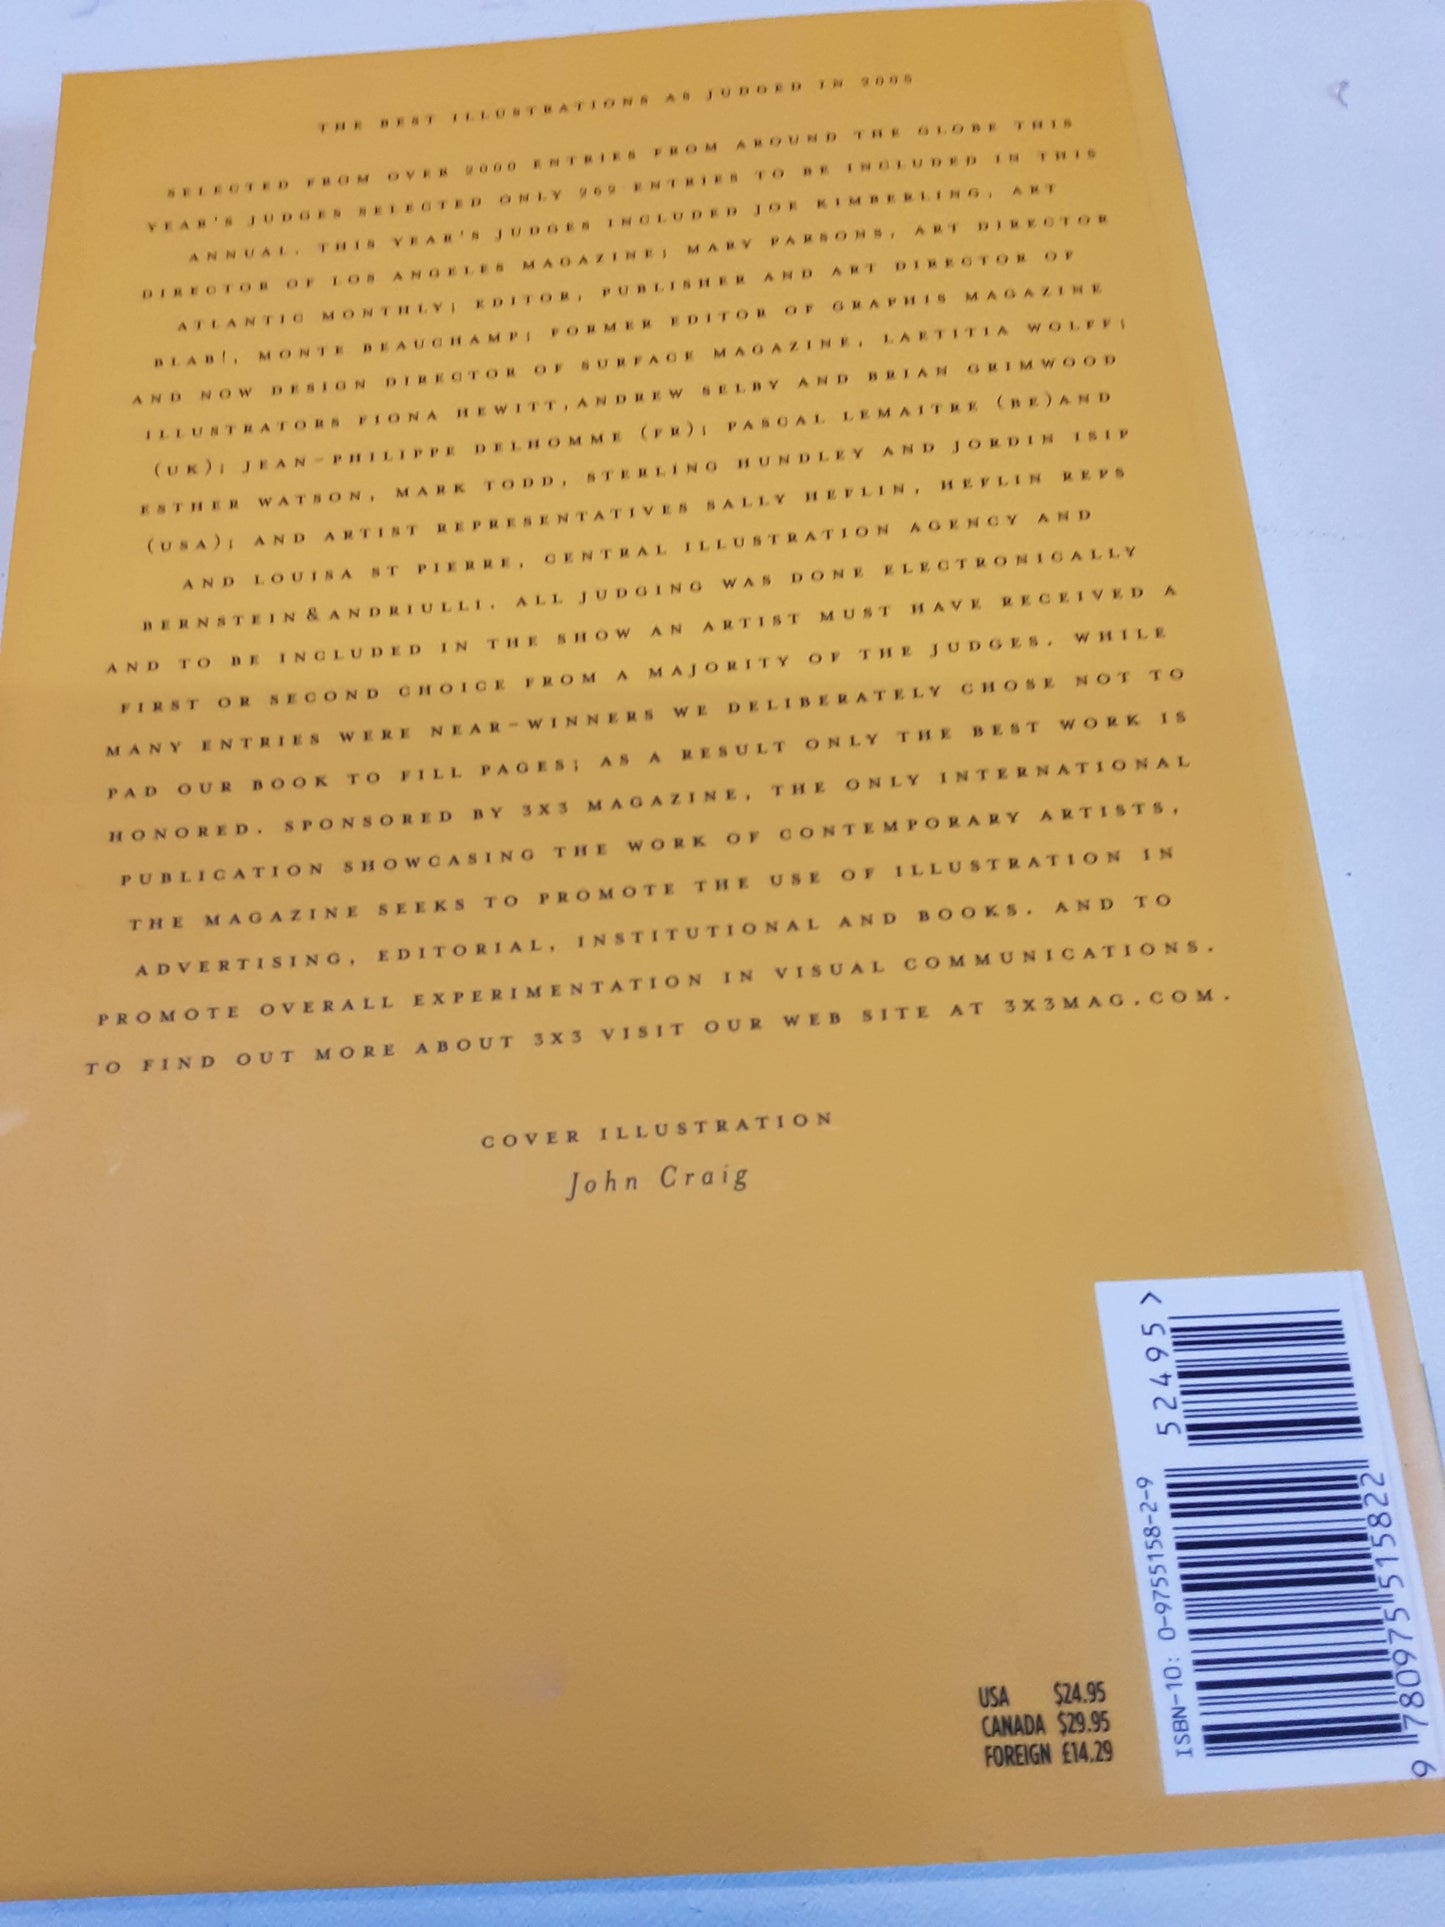 THE BEST ILLUSTRATIONS AS JUDGED IN
SELECTED FROM OVER 2000 ENTRIES FROM AROUND THE GLOBE THIS
YEAR'S JUDGES SELECTED ONLY 262 ENTRIES TO BE INCLUDED IN THIS
ANNUAL. THIS YEAR'S JUDGES INCLUDED JOE KIMBERLING, ART
DIRECTOR OF LOS ANGELES MAGAZINE; MARY PARSONS, ART DIRECTOR
ATLANTIC MONTHLY; EDITOR, PUBLISHER AND ART DIRECTOR OF
BLAB!, MONTE BEAUCHAMP; FORMER EDITOR OF GRAPHIS MAGAZINE
AND NOW DESIGN DIRECTOR OF SURFACE MAGAZINE, LAETITIA WOLFF;
ILLUSTRATORS FIONA HEWITT,ANDREW SELBY AND BRIAN GRIMWOOD
(UK); JEAN-PHILIPPE DELHOMME (FR); PASCAL LEMAITRE (BE)AND
ESTHER WATSON, MARK TODD, STERLING HUNDLEY AND JORDIN ISIP
(USA); AND ARTIST REPRESENTATIVES SALLY HEFLIN, HEFLIN REPS
AND LOUISA ST PIERRE, CENTRAL ILLUSTRATION AGENCY AND
BERNSTEIN&ANDRIULLI. ALL JUDGING WAS DONE ELECTRONICALLY
AND TO BE INCLUDED IN THE SHOW AN ARTIST MUST HAVE RECEIVED A
FIRST OR SECOND CHOICE FROM A MAJORITY OF THE JUDGES. WHILE
MANY ENTRIES WERE NEAR-WINNERS WE DELIBERATELY CHOSE NOT TO
PAD OUR BOOK TO FILL PAGES; AS A RESULT ONLY THE BEST WORK IS
HONORED. SPONSORED BY 3X3 MAGAZINE, THE ONLY INTERNATIONAL
PUBLICATION SHOWCASING THE WORK OF CONTEMPORARY ARTISTS,
THE MAGAZINE SEEKS TO PROMOTE THE USE OF ILLUSTRATION IN
ADVERTISING, EDITORIAL, INSTITUTIONAL AND BOOKS. AND TO
PROMOTE OVERALL EXPERIMENTATION IN VISUAL COMMUNICATIONS.
TO FIND OUT MORE ABOUT 3X3 VISIT OUR WEB SITE AT 3X3MAG.COM.
COVER ILLUSTRATION
John Craig
USA $24.95
CANADA $29.95
FOREIGN £14.29
ISBN-10: 0-9755158-2-9
52495>
9 780975 515822